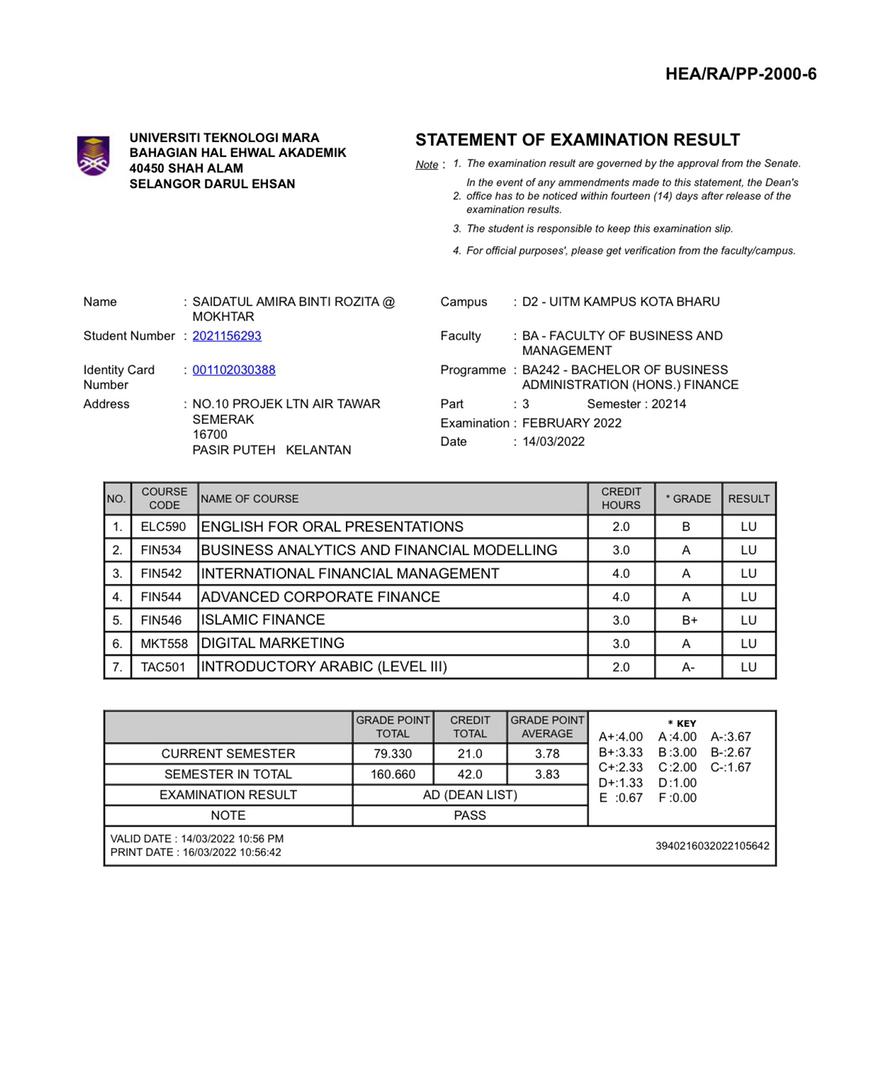 HEA/RA/PP-2000-6
UNIVERSITI TEKNOLOGI MARA
BAHAGIAN HAL EHWAL AKADEMIK
40450 SHAH ALAM
SELANGOR DARUL EHSAN
STATEMENT OF EXAMINATION RESULT
Note : 1. The examination result are governed by the approval from the Senate.
2. In the event of any ammendments made to this statement, the Dean's
office has to be noticed within fourteen (14) days after release of the
examination results.
3. The student is responsible to keep this examination slip.
4. For official purposes', please get verification from the faculty/campus.
Name : SAIDATUL AMIRA BINTI ROZITA @
MOKHTAR
Student Number : 2021156293
Identity Card
Number : 001102030388
Address : NO.10 PROJEK LTN AIR TAWAR
SEMERAK
16700
PASIR PUTEH KELANTAN
Campus : D2 - UITM KAMPUS KOTA BHARU
Faculty : BA - FACULTY OF BUSINESS AND
MANAGEMENT
Programme : BA242 - BACHELOR OF BUSINESS
ADMINISTRATION (HONS.) FINANCE
Part : 3 Semester : 20214
Examination : FEBRUARY 2022
Date : 14/03/2022
NO. COURSE CODE NAME OF COURSE CREDIT HOURS * GRADE RESULT
1. ELC590 ENGLISH FOR ORAL PRESENTATIONS 2.0 B LU
2. FIN534 BUSINESS ANALYTICS AND FINANCIAL MODELLING 3.0 A LU
3. FIN542 INTERNATIONAL FINANCIAL MANAGEMENT 4.0 A LU
4. FIN544 ADVANCED CORPORATE FINANCE 4.0 A LU
5. FIN546 ISLAMIC FINANCE 3.0 B+ LU
6. MKT558 DIGITAL MARKETING 3.0 A LU
7. TAC501 INTRODUCTORY ARABIC (LEVEL III) 2.0 A- LU
GRADE POINT TOTAL CREDIT TOTAL GRADE POINT AVERAGE
CURRENT SEMESTER 79.330 21.0 3.78
SEMESTER IN TOTAL 160.660 42.0 3.83
EXAMINATION RESULT AD (DEAN LIST)
NOTE PASS
* KEY
A+:4.00 A :4.00 A-:3.67
B+:3.33 B:3.00 B-:2.67
C+:2.33 C:2.00 C-:1.67
D+:1.33 D:1.00
E :0.67 F :0.00
VALID DATE : 14/03/2022 10:56 PM
PRINT DATE : 16/03/2022 10:56:42
3940216032022105642